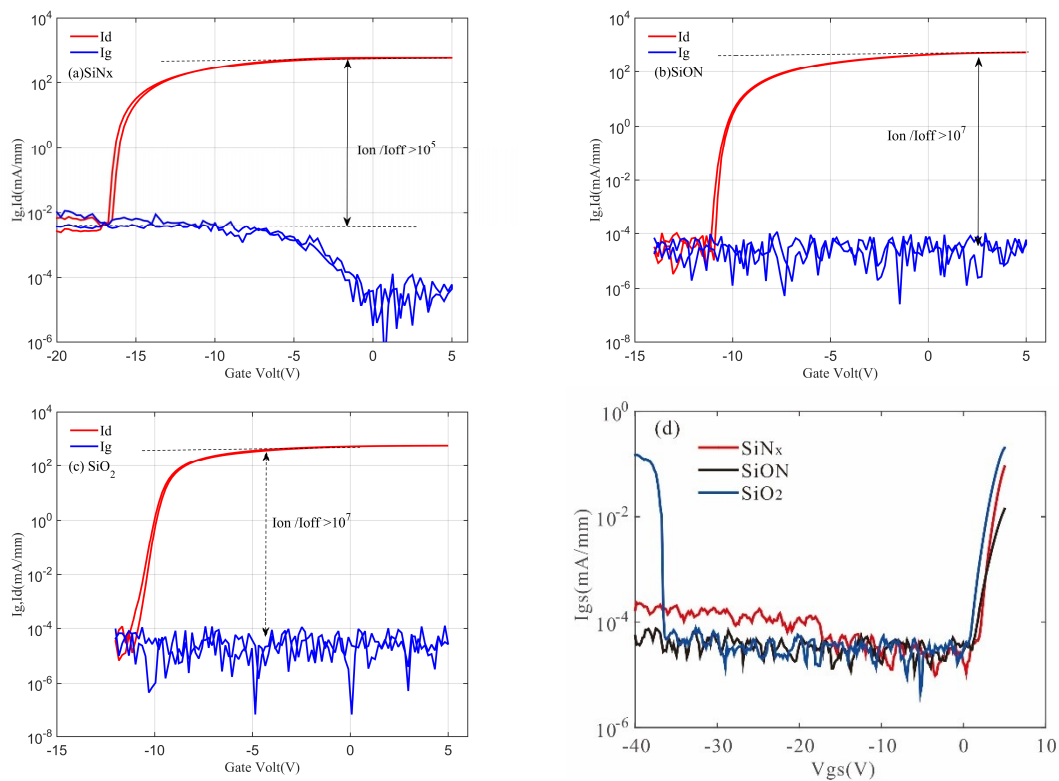 10^4
10^2
10^0
10^-2
10^-4
10^-6
Ig,Id(mA/mm)
Id
Ig
(a)SiNx
Ion /Ioff >10^5
-20 -15 -10 -5 0 5
Gate Volt(V)
10^4
10^2
10^0
10^-2
10^-4
10^-6
10^-8
Ig,Id(mA/mm)
Id
Ig
(b)SiON
Ion /Ioff >10^7
-15 -10 -5 0 5
Gate Volt(V)
10^4
10^2
10^0
10^-2
10^-4
10^-6
10^-8
Ig,Id(mA/mm)
Id
Ig
(c) SiO2
Ion /Ioff >10^7
-15 -10 -5 0 5
Gate Volt(V)
10^0
10^-2
10^-4
10^-6
Igs(mA/mm)
(d)
SiNx
SiON
SiO2
-40 -30 -20 -10 0 10
Vgs(V)